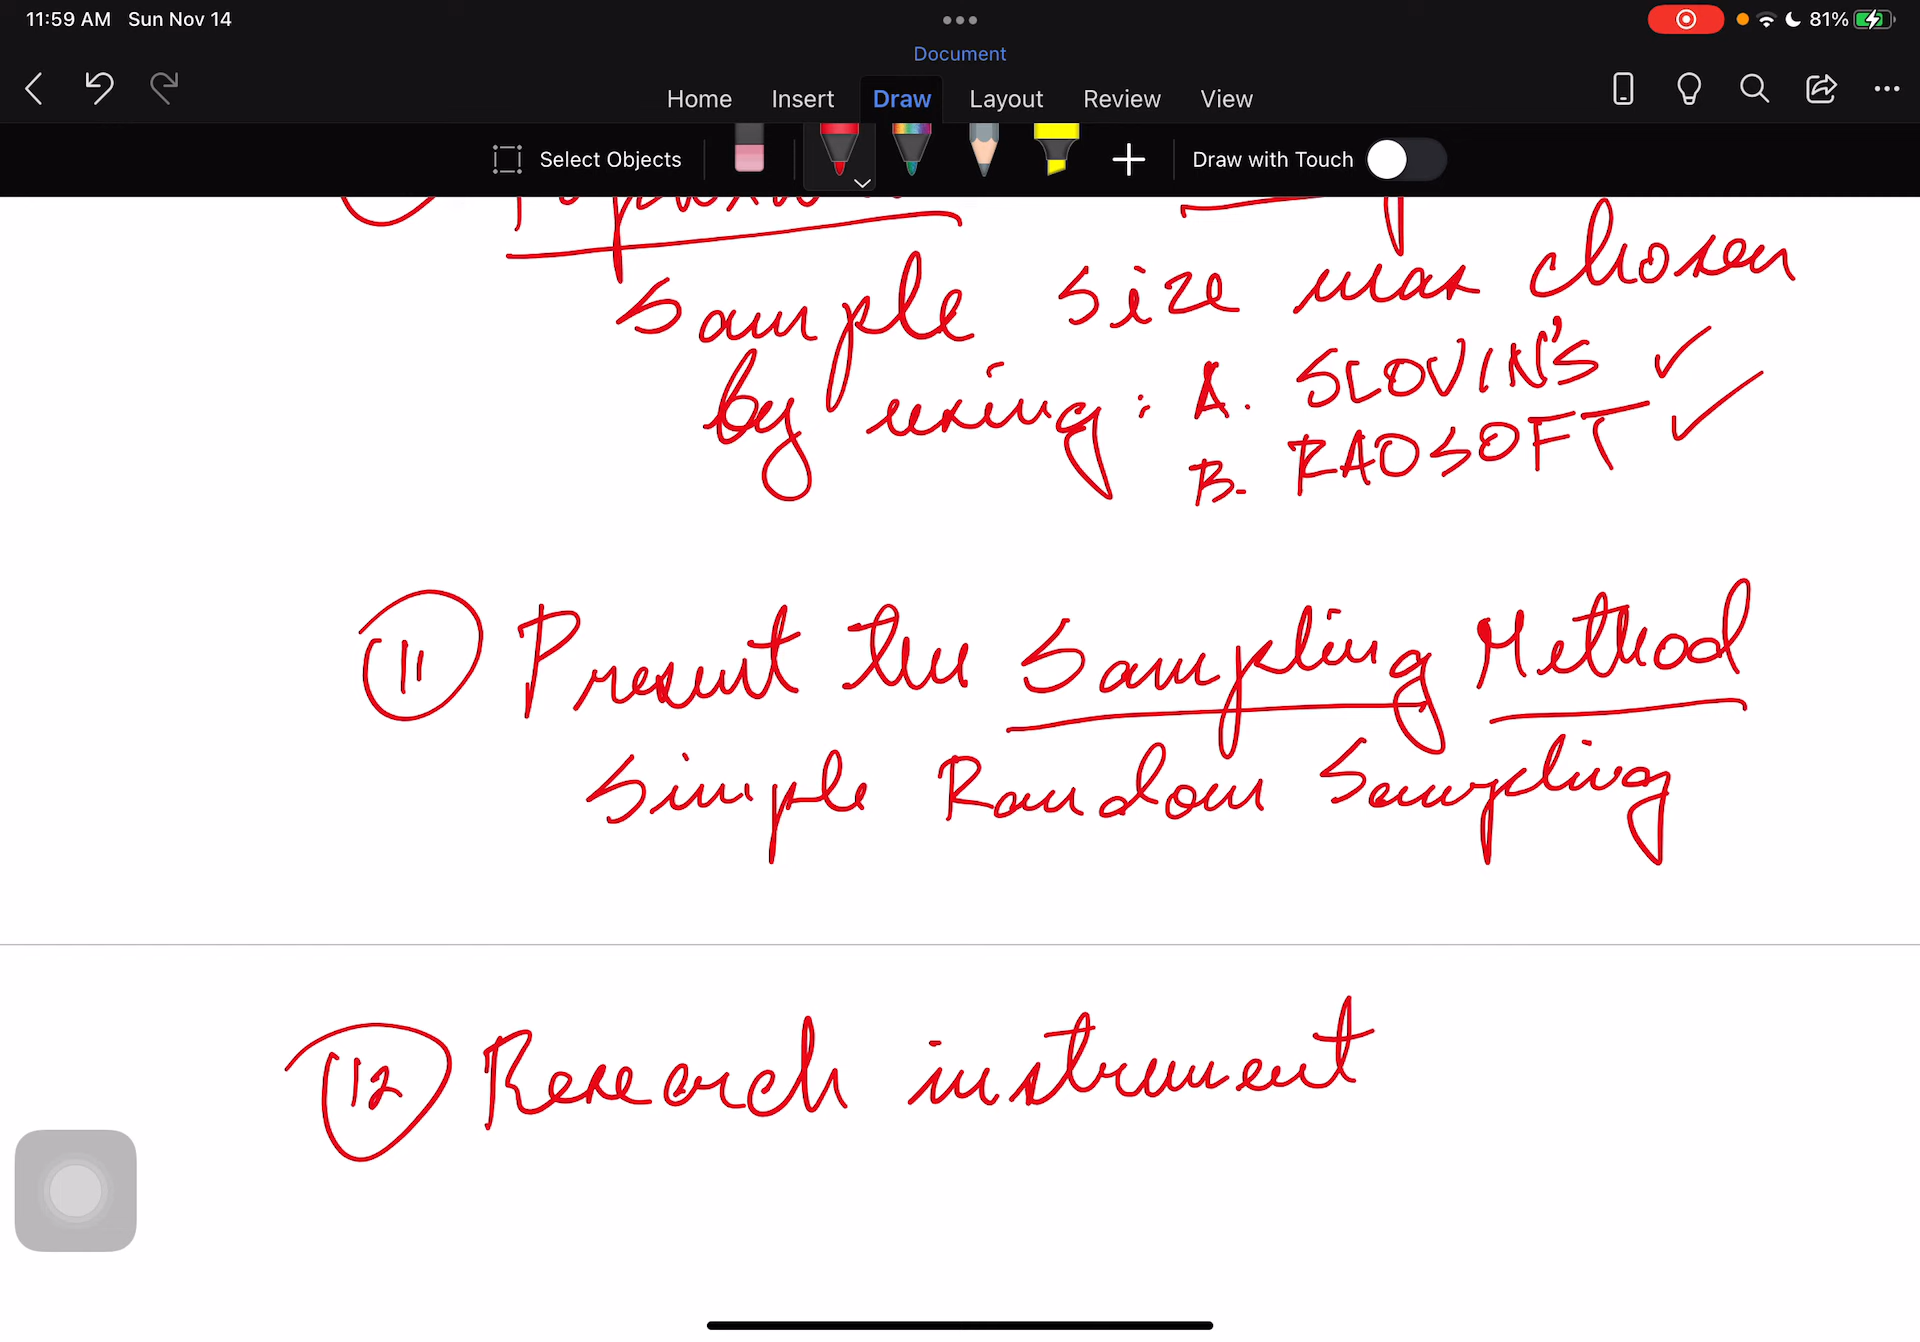 11:59 AM Sun Nov 14
81%
Document
Home Insert Draw Layout Review View
Select Objects
Draw with Touch
Sample size was chosen
by using: A. SLOVIN'S ✓
B. RAOSOFT ✓
11 Present the Sampling Method
Simple Random Sampling
12 Research instrument